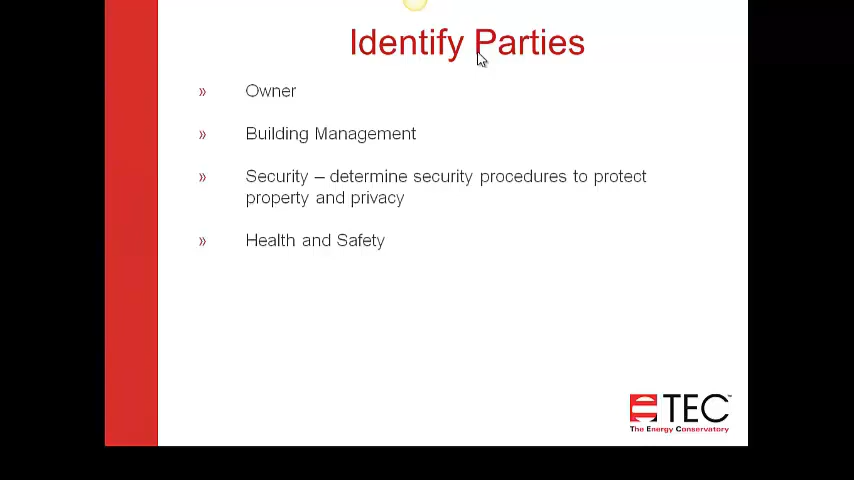 Identify Parties
» Owner
» Building Management
» Security – determine security procedures to protect
property and privacy
» Health and Safety
TEC™
The Energy Conservatory